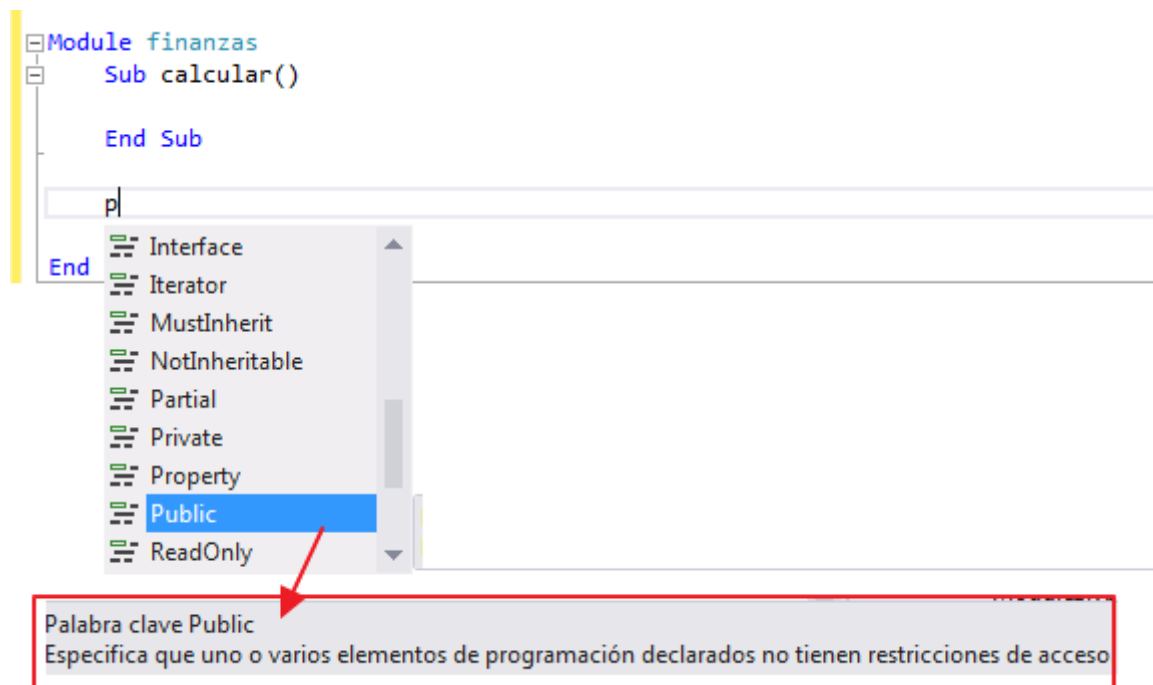 Module finanzas
Sub calcular()
End Sub
p
Interface
End
Iterator
MustInherit
NotInheritable
Partial
Private
Property
Public
ReadOnly
Palabra clave Public
Especifica que uno o varios elementos de programación declarados no tienen restricciones de acceso